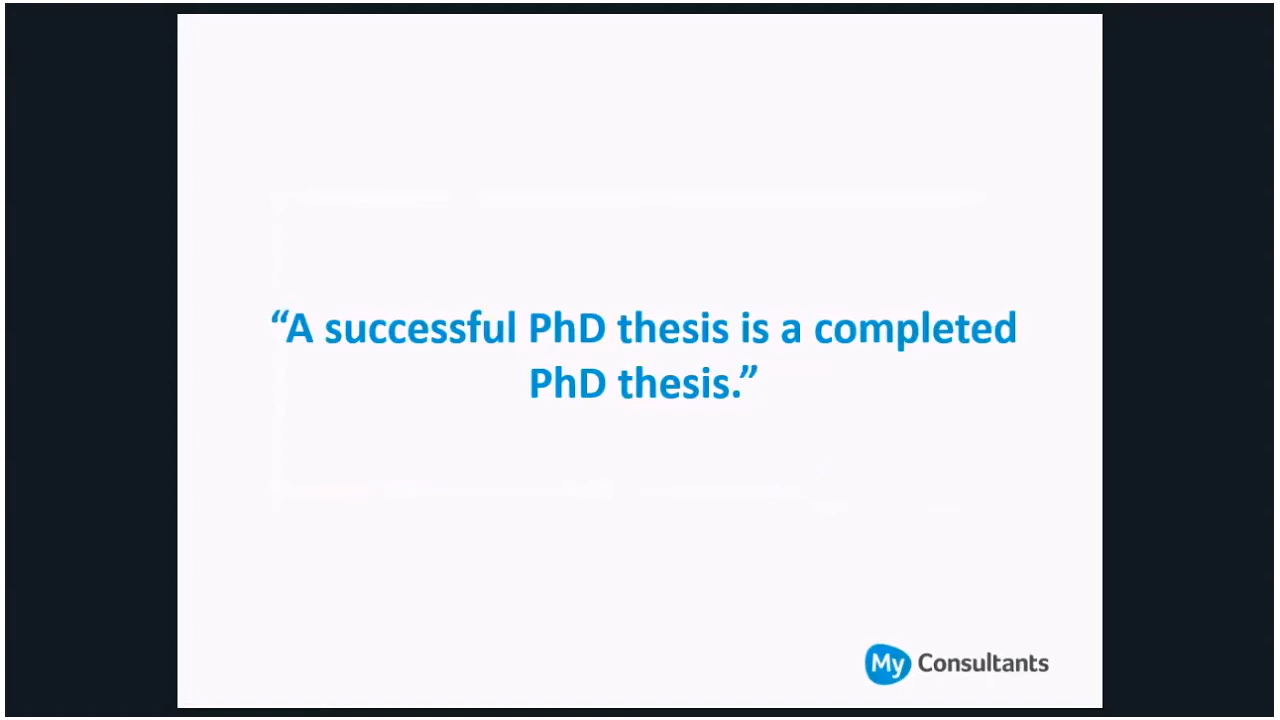 “A successful PhD thesis is a completed
PhD thesis.”
My Consultants